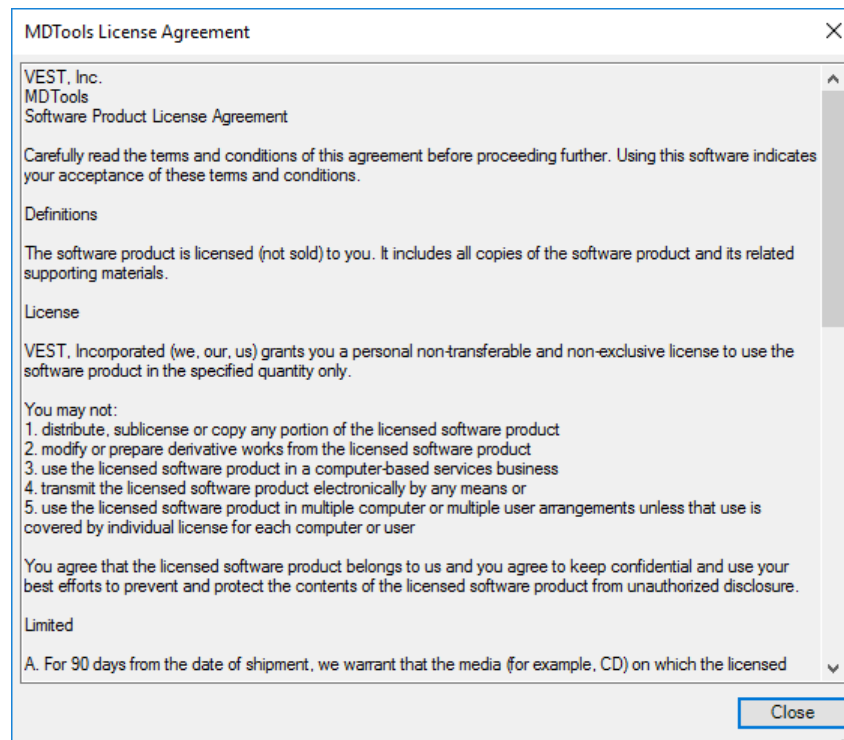 MDTools License Agreement
VEST, Inc.
MDTools
Software Product License Agreement
Carefully read the terms and conditions of this agreement before proceeding further. Using this software indicates
your acceptance of these terms and conditions.
Definitions
The software product is licensed (not sold) to you. It includes all copies of the software product and its related
supporting materials.
License
VEST, Incorporated (we, our, us) grants you a personal non-transferable and non-exclusive license to use the
software product in the specified quantity only.
You may not:
1. distribute, sublicense or copy any portion of the licensed software product
2. modify or prepare derivative works from the licensed software product
3. use the licensed software product in a computer-based services business
4. transmit the licensed software product electronically by any means or
5. use the licensed software product in multiple computer or multiple user arrangements unless that use is
covered by individual license for each computer or user
You agree that the licensed software product belongs to us and you agree to keep confidential and use your
best efforts to prevent and protect the contents of the licensed software product from unauthorized disclosure.
Limited
A. For 90 days from the date of shipment, we warrant that the media (for example, CD) on which the licensed
Close